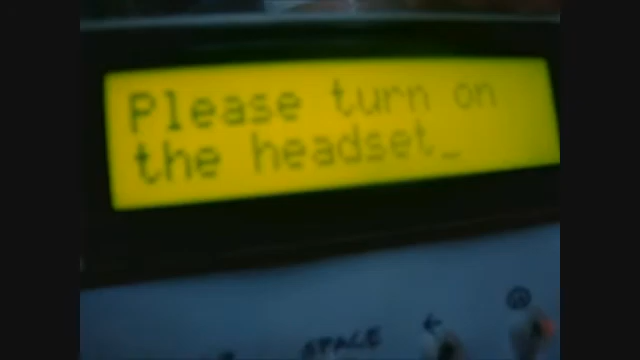 Please turn on
the headset_
SPACE
←
@